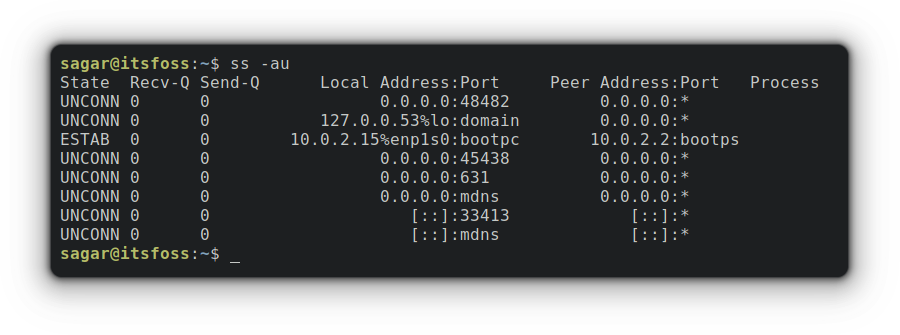 sagar@itsfoss:~$ ss -au
State  Recv-Q Send-Q      Local Address:Port     Peer Address:Port   Process
UNCONN 0      0                 0.0.0.0:48482         0.0.0.0:*
UNCONN 0      0           127.0.0.53%lo:domain        0.0.0.0:*
ESTAB  0      0        10.0.2.15%enp1s0:bootpc       10.0.2.2:bootps
UNCONN 0      0                 0.0.0.0:45438         0.0.0.0:*
UNCONN 0      0                 0.0.0.0:631           0.0.0.0:*
UNCONN 0      0                 0.0.0.0:mdns          0.0.0.0:*
UNCONN 0      0                    [::]:33413            [::]:*
UNCONN 0      0                    [::]:mdns             [::]:*
sagar@itsfoss:~$ _